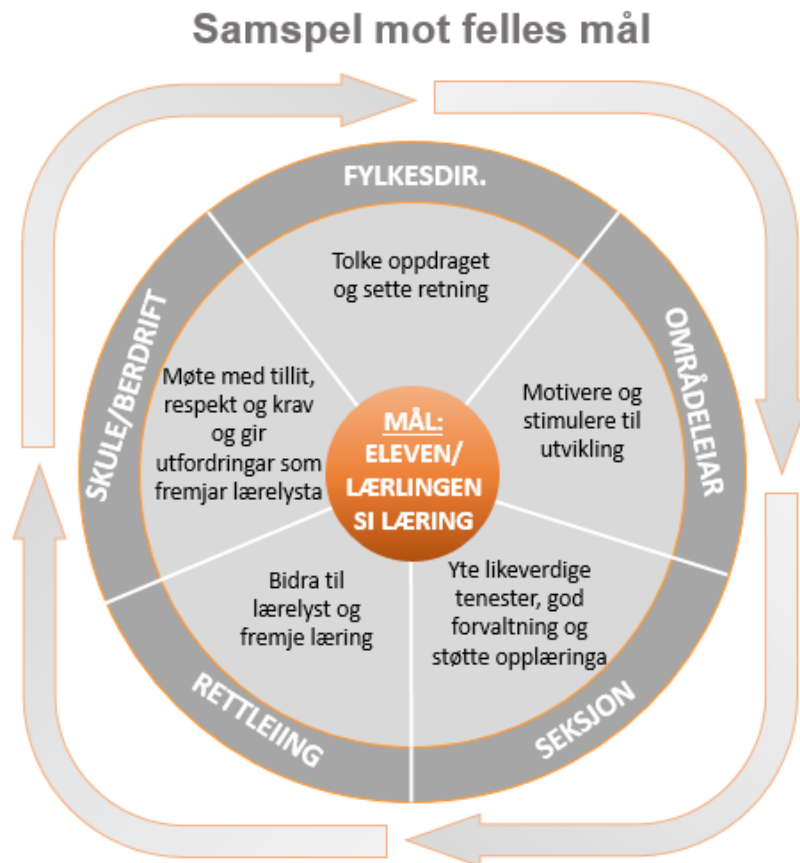 Samspel mot felles mål
FYLKESDIR.
Tolke oppdraget
og sette retning
OMRÅDELEIAR
Motivere og
stimulere til
utvikling
SEKSJON
Yte likeverdige
tenester, god
forvaltning og
støtte opplæringa
RETTLEIING
Bidra til
lærelyst og
fremje læring
SKULE/BERDRIFT
Møte med tillit,
respekt og krav
og gir
utfordringar som
fremjar lærelysta
MÅL:
ELEVEN/
LÆRLINGEN
SI LÆRING